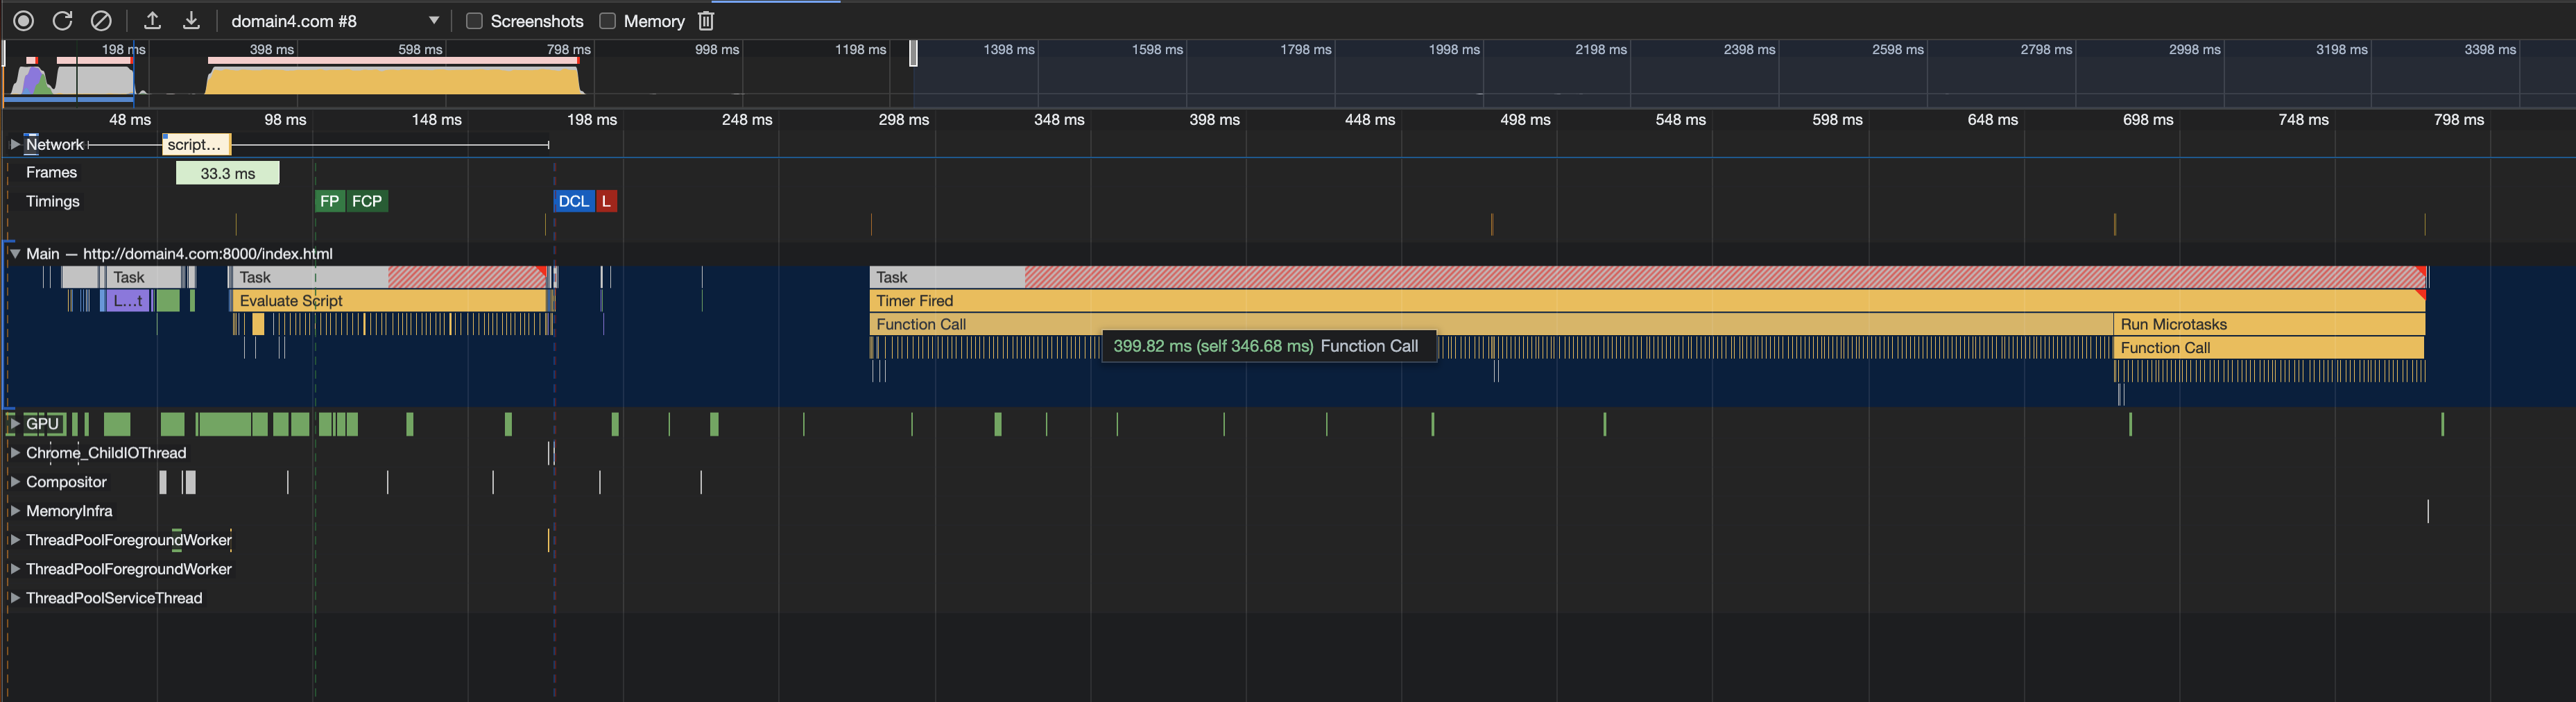 domain4.com #8 Screenshots Memory
198 ms 398 ms 598 ms 798 ms 998 ms 1198 ms 1398 ms 1598 ms 1798 ms 1998 ms 2198 ms 2398 ms 2598 ms 2798 ms 2998 ms 3198 ms 3398 ms
48 ms 98 ms 148 ms 198 ms 248 ms 298 ms 348 ms 398 ms 448 ms 498 ms 548 ms 598 ms 648 ms 698 ms 748 ms 798 ms
Network script...
Frames 33.3 ms
Timings FP FCP DCL L
Main — http://domain4.com:8000/index.html
Task Task Task
L...t Evaluate Script Timer Fired
Function Call Run Microtasks
399.82 ms (self 346.68 ms) Function Call Function Call
GPU
Chrome_ChildIOThread
Compositor
MemoryInfra
ThreadPoolForegroundWorker
ThreadPoolForegroundWorker
ThreadPoolServiceThread